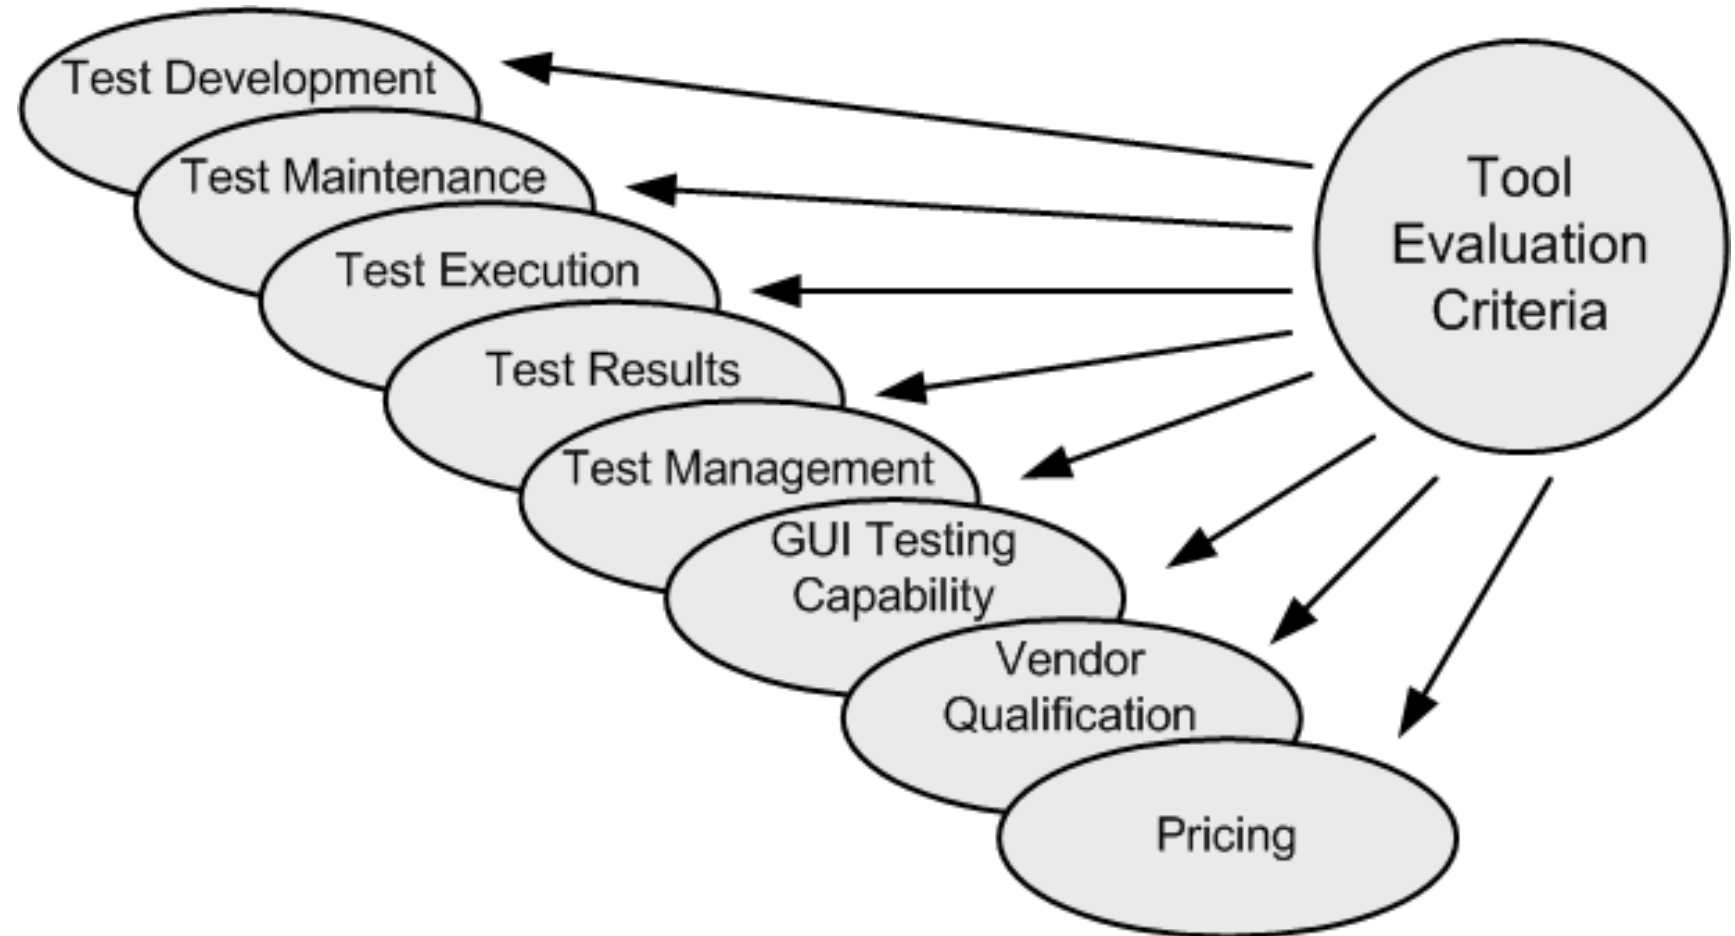 Test Development
Test Maintenance
Test Execution
Test Results
Test Management
GUI Testing
Capability
Vendor
Qualification
Pricing
Tool
Evaluation
Criteria